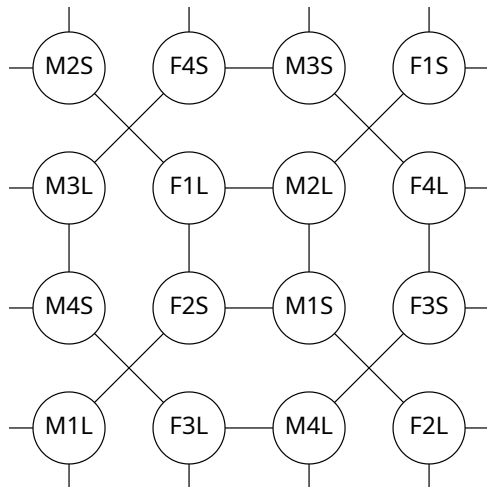 M2S F4S M3S F1S
M3L F1L M2L F4L
M4S F2S M1S F3S
M1L F3L M4L F2L